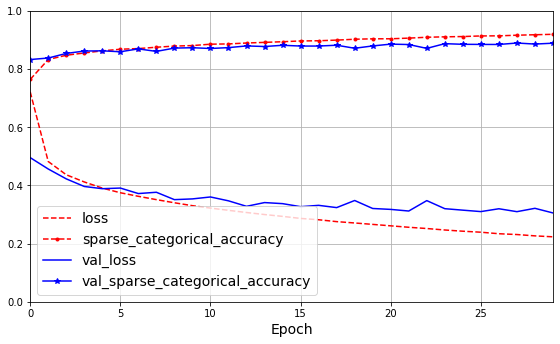 1.0
0.8
0.6
0.4
0.2
0.0
loss
sparse_categorical_accuracy
val_loss
val_sparse_categorical_accuracy
0 5 10 15 20 25
Epoch